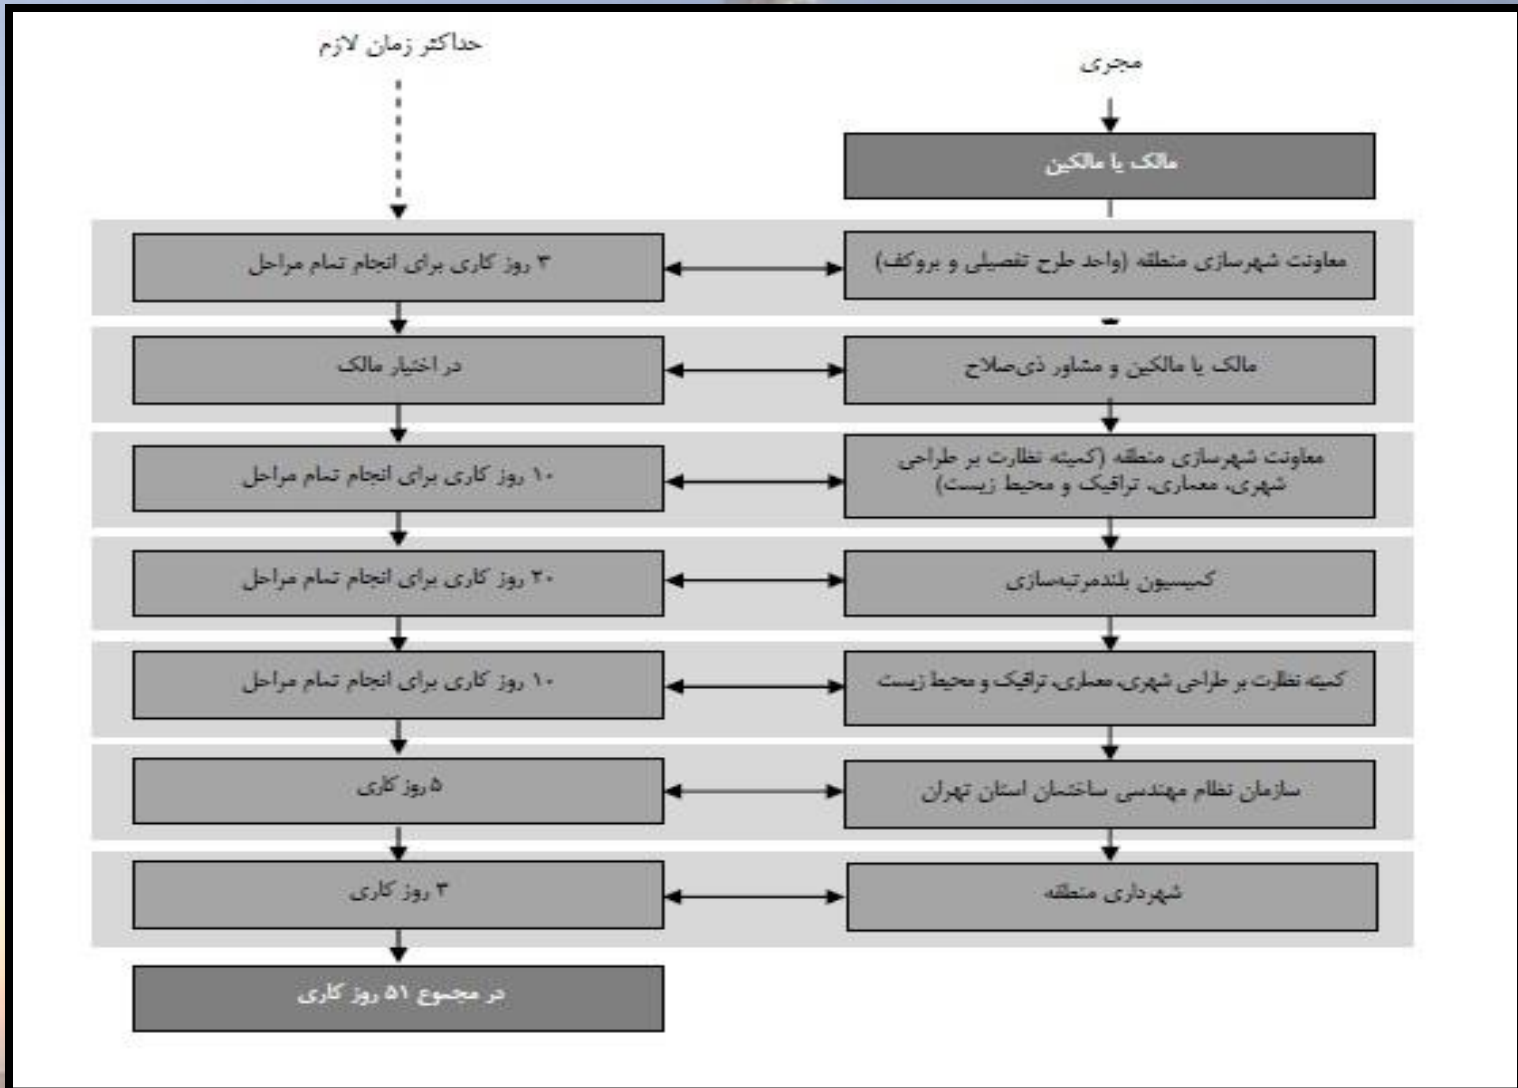 مجری
حداکثر زمان لازم
مالک یا مالکین
معاونت شهرسازی منطقه (واحد طرح تفصیلی و بروکف)
۳ روز کاری برای انجام تمام مراحل
مالک یا مالکین و مشاور ذی‌صلاح
در اختیار مالک
معاونت شهرسازی منطقه (کمیته نظارت بر طراحی
شهری، معماری، ترافیک و محیط زیست)
۱۰ روز کاری برای انجام تمام مراحل
کمیسیون بلندمرتبه‌سازی
۲۰ روز کاری برای انجام تمام مراحل
کمیته نظارت بر طراحی شهری، معماری، ترافیک و محیط زیست
۱۰ روز کاری برای انجام تمام مراحل
سازمان نظام مهندسی ساختمان استان تهران
۵ روز کاری
شهرداری منطقه
۳ روز کاری
در مجموع ۵۱ روز کاری